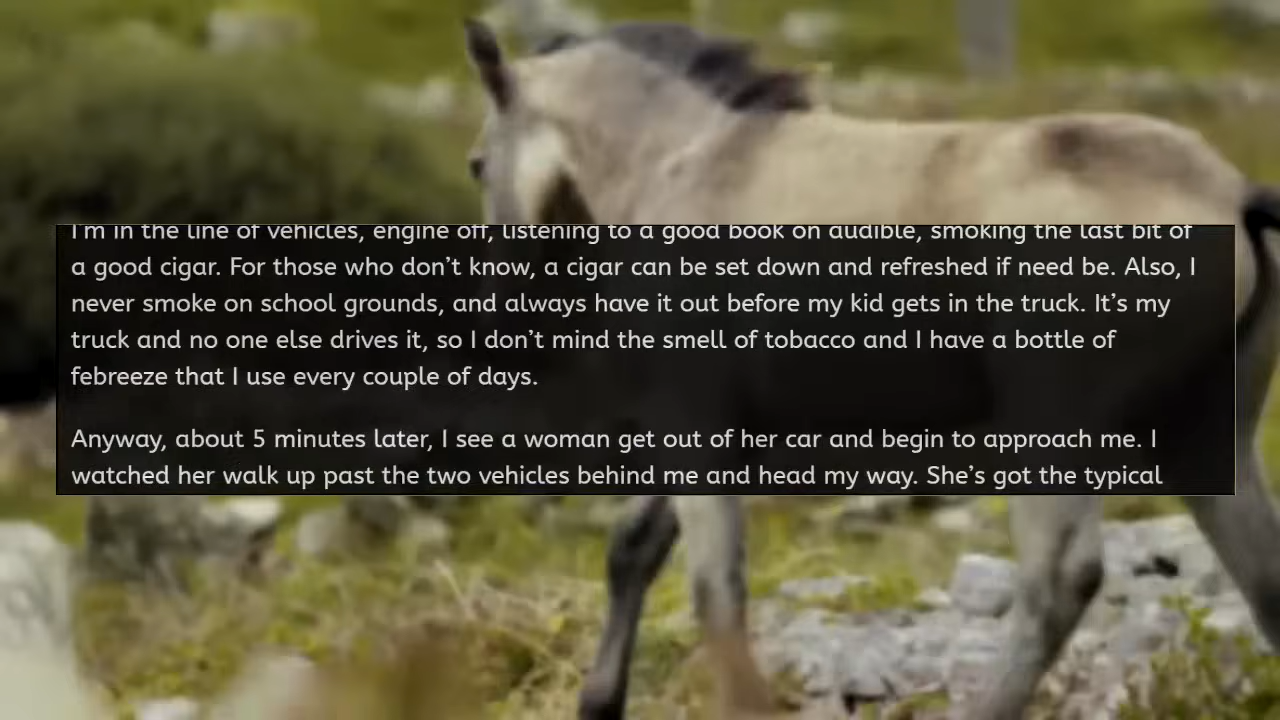 I'm in the line of vehicles, engine off, listening to a good book on audible, smoking the last bit of
a good cigar. For those who don't know, a cigar can be set down and refreshed if need be. Also, I
never smoke on school grounds, and always have it out before my kid gets in the truck. It's my
truck and no one else drives it, so I don't mind the smell of tobacco and I have a bottle of
febreeze that I use every couple of days.
Anyway, about 5 minutes later, I see a woman get out of her car and begin to approach me. I
watched her walk up past the two vehicles behind me and head my way. She's got the typical